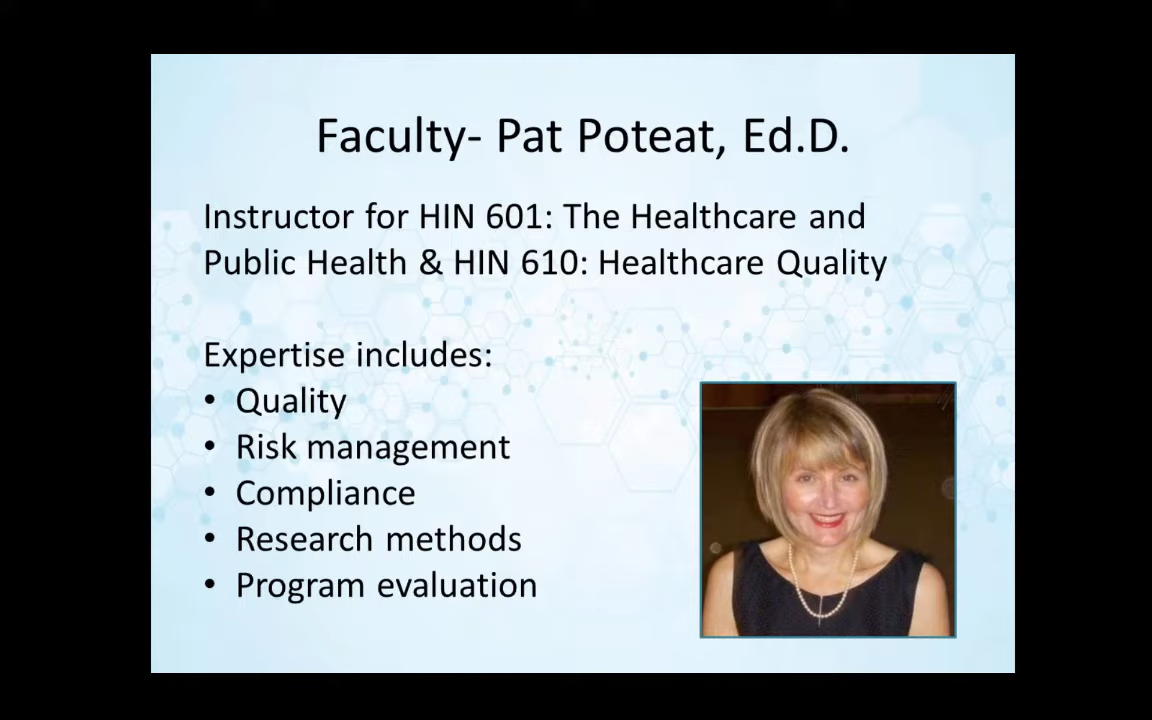 Faculty- Pat Poteat, Ed.D.
Instructor for HIN 601: The Healthcare and
Public Health & HIN 610: Healthcare Quality
Expertise includes:
• Quality
• Risk management
• Compliance
• Research methods
• Program evaluation